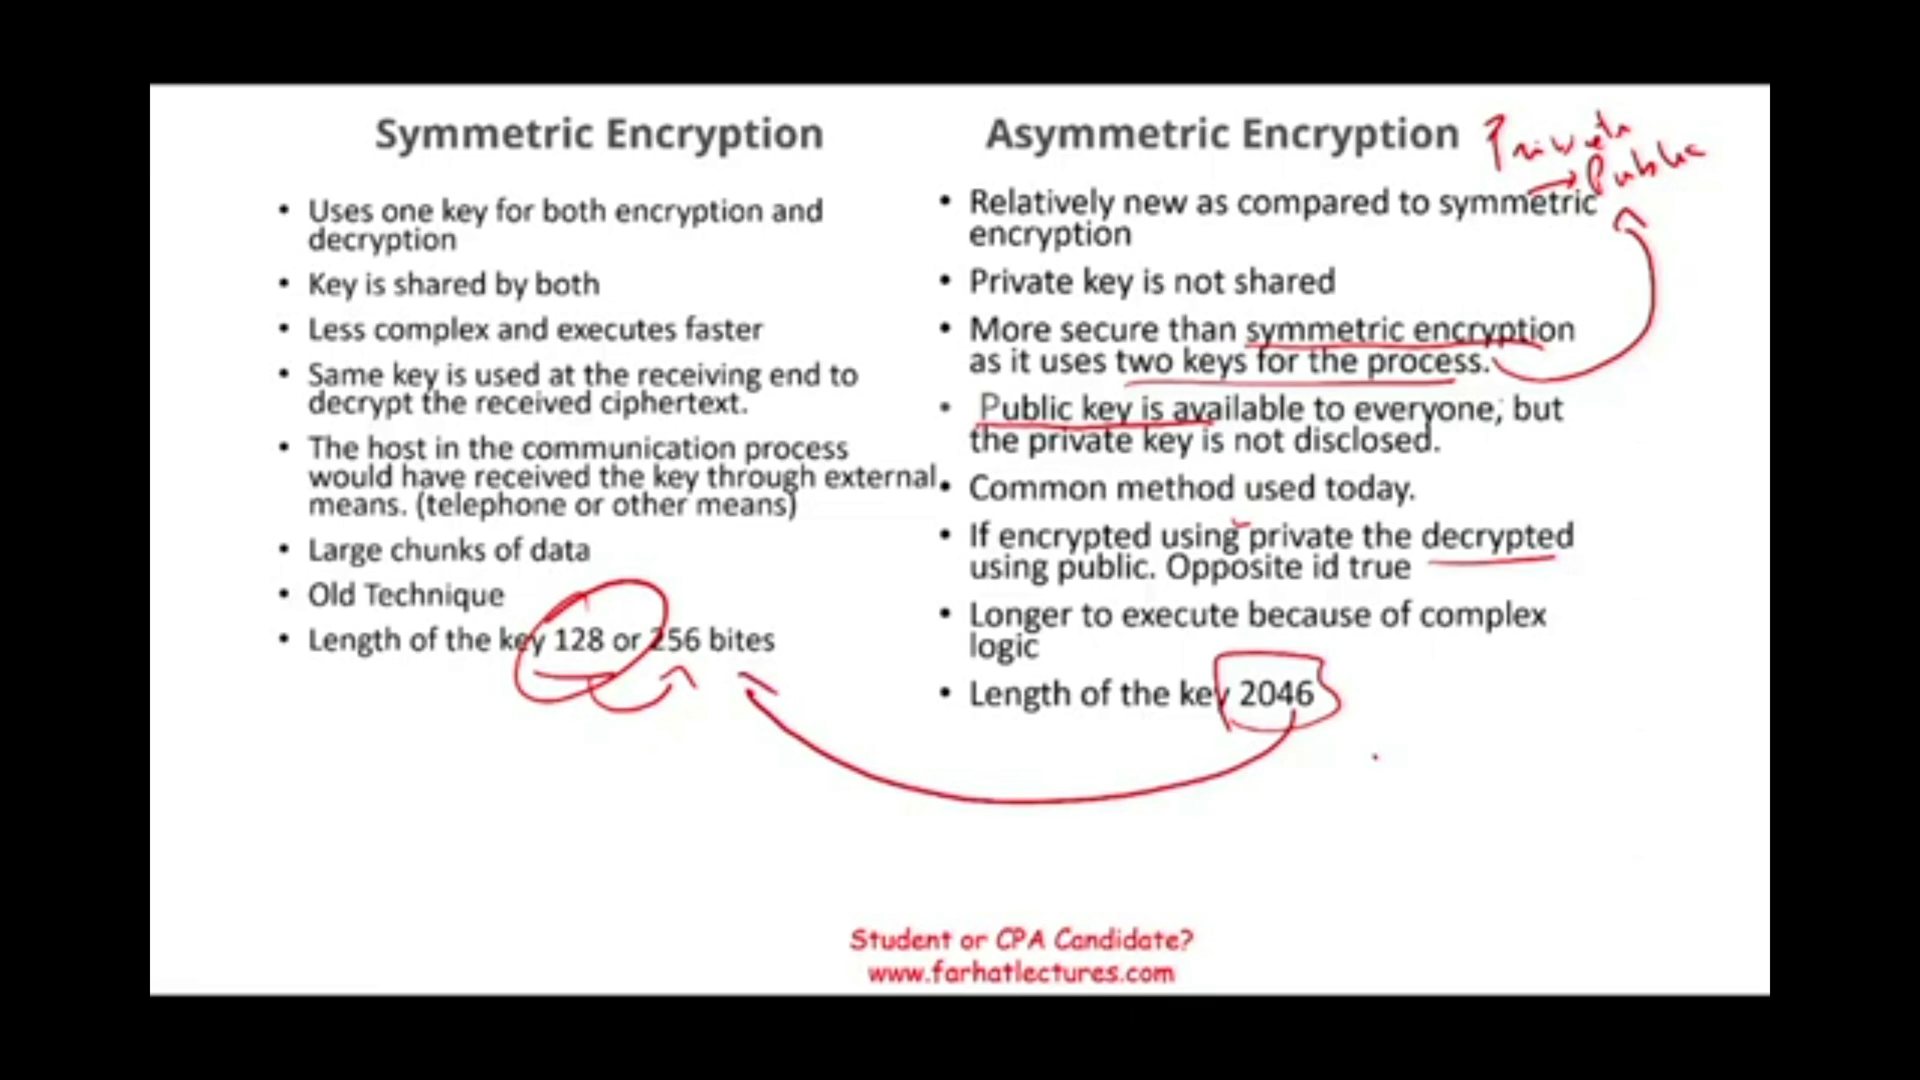 Symmetric Encryption
• Uses one key for both encryption and
decryption
• Key is shared by both
• Less complex and executes faster
• Same key is used at the receiving end to
decrypt the received ciphertext.
• The host in the communication process
would have received the key through external
means. (telephone or other means)
• Large chunks of data
• Old Technique
• Length of the key 128 or 256 bites
Asymmetric Encryption
Private
Public
• Relatively new as compared to symmetric
encryption
• Private key is not shared
• More secure than symmetric encryption
as it uses two keys for the process.
• Public key is available to everyone, but
the private key is not disclosed.
• Common method used today.
• If encrypted using private the decrypted
using public. Opposite id true
• Longer to execute because of complex
logic
• Length of the key 2046
Student or CPA Candidate?
www.farhatlectures.com